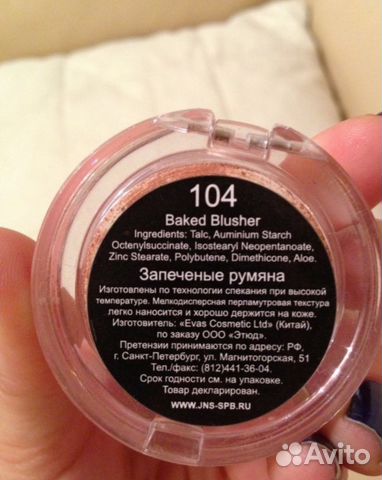 104
Baked Blusher
Ingredients: Talc, Auminium Starch
Octenylsuccinate, Isostearyl Neopentanoate,
Zinc Stearate, Polybutene, Dimethicone, Aloe.
Запеченые румяна
Изготовлены по технологии спекания при высокой
температуре. Мелкодисперсная перламутровая текстура
легко наносится и хорошо держится на коже.
Изготовитель: «Evas Cosmetic Ltd» (Китай),
по заказу ООО «Этюд».
Претензии принимаются по адресу: РФ,
г. Санкт-Петербург, ул. Магнитогорская, 51
Тел./факс: (812)441-36-04.
Срок годности см. на упаковке.
Товар декларирован.
WWW.JNS-SPB.RU
Avito